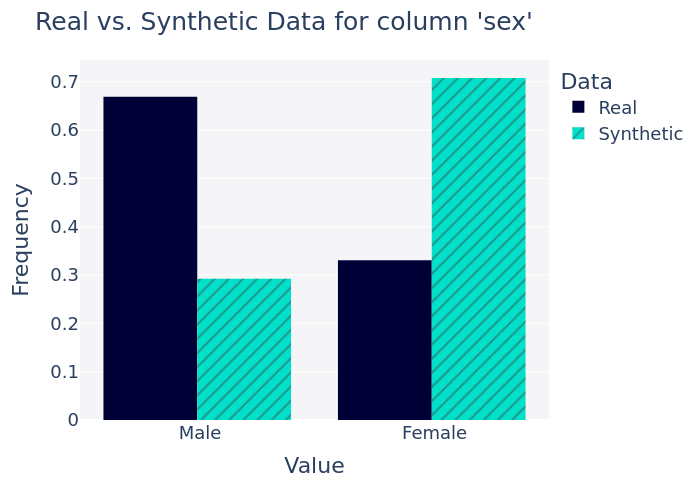 Real vs. Synthetic Data for column 'sex'
Data
Real
Synthetic
Frequency
0.7
0.6
0.5
0.4
0.3
0.2
0.1
0
Male
Female
Value